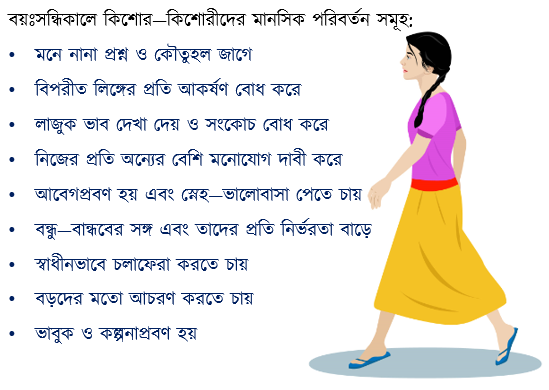 বয়ঃসন্ধিকালে কিশোর–কিশোরীদের মানসিক পরিবর্তন সমূহ:
• মনে নানা প্রশ্ন ও কৌতুহল জাগে
• বিপরীত লিঙ্গের প্রতি আকর্ষণ বোধ করে
• লাজুক ভাব দেখা দেয় ও সংকোচ বোধ করে
• নিজের প্রতি অন্যের বেশি মনোযোগ দাবী করে
• আবেগপ্রবণ হয় এবং স্নেহ–ভালোবাসা পেতে চায়
• বন্ধু–বান্ধবের সঙ্গ এবং তাদের প্রতি নির্ভরতা বাড়ে
• স্বাধীনভাবে চলাফেরা করতে চায়
• বড়দের মতো আচরণ করতে চায়
• ভাবুক ও কল্পনাপ্রবণ হয়